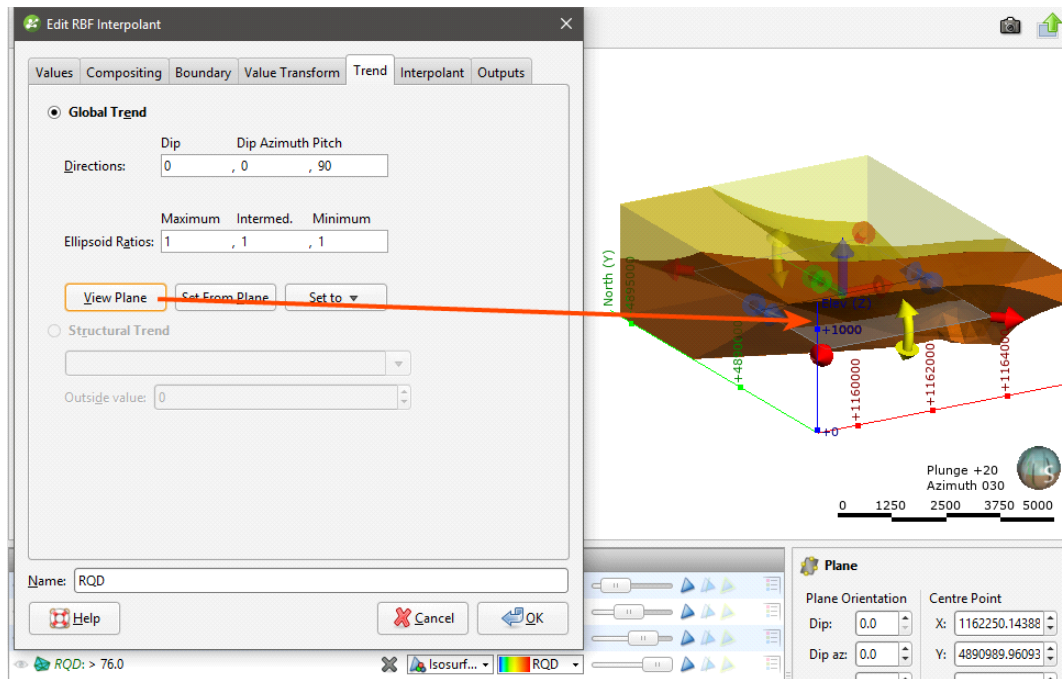 Edit RBF Interpolant
Values Compositing Boundary Value Transform Trend Interpolant Outputs
Global Trend
Dip Dip Azimuth Pitch
Directions: 0 , 0 , 90
Maximum Intermed. Minimum
Ellipsoid Ratios: 1 , 1 , 1
View Plane Set From Plane Set to
Structural Trend
Outside value: 0
Name: RQD
Help Cancel OK
RQD: > 76.0 Isosurf... RQD
North (Y)
+4895000
Elev (Z)
+1000
+0
+1160000
+1162000
+1164000
Plunge +20
Azimuth 030
0 1250 2500 3750 5000
S
Plane
Plane Orientation Centre Point
Dip: 0.0 X: 1162250.14388
Dip az: 0.0 Y: 4890989.96093